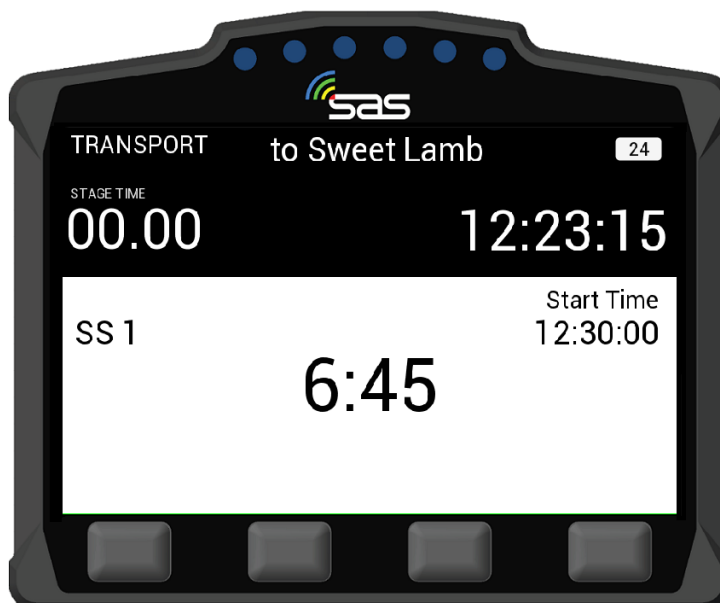 sas
TRANSPORT to Sweet Lamb 24
STAGE TIME
00.00 12:23:15
Start Time
SS 1 12:30:00
6:45